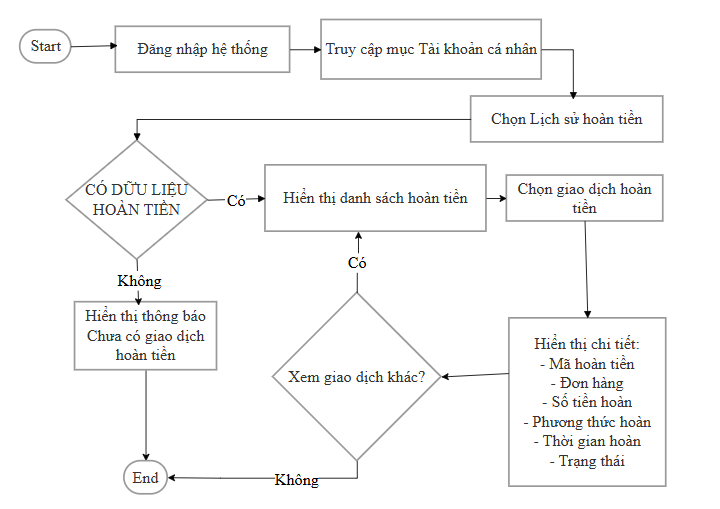 Start
Đăng nhập hệ thống
Truy cập mục Tài khoản cá nhân
Chọn Lịch sử hoàn tiền
CÓ DỮU LIỆU
HOÀN TIỀN
Có
Hiển thị danh sách hoàn tiền
Chọn giao dịch hoàn
tiền
Không
Có
Hiển thị thông báo
Chưa có giao dịch
hoàn tiền
Xem giao dịch khác?
Hiển thị chi tiết:
- Mã hoàn tiền
- Đơn hàng
- Số tiền hoàn
- Phương thức hoàn
- Thời gian hoàn
- Trạng thái
End
Không